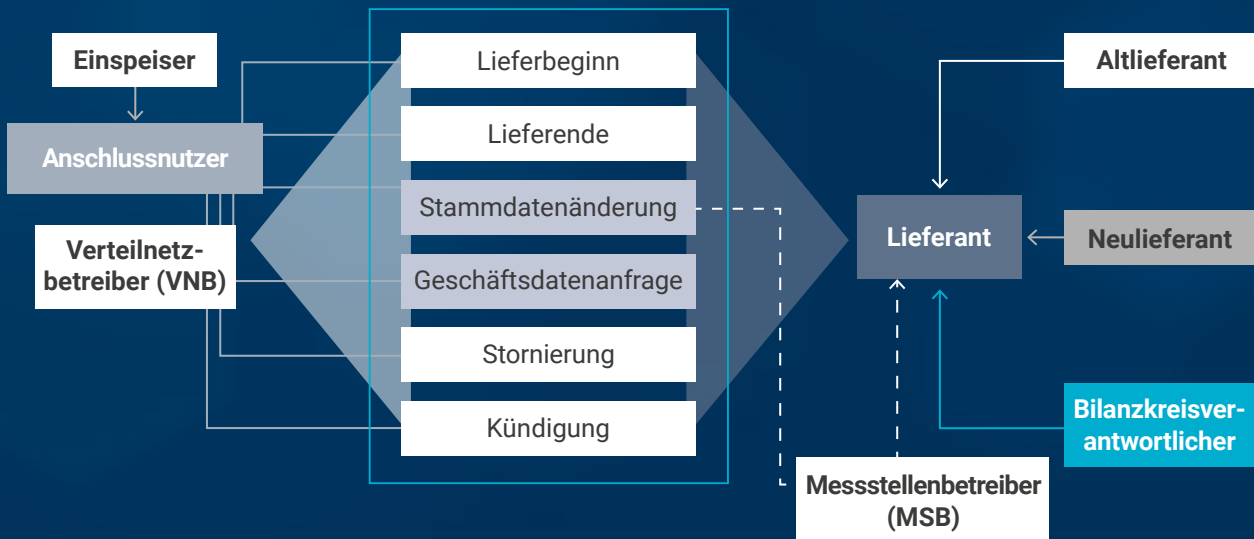 Einspeiser
Anschlussnutzer
Verteilnetz-
betreiber (VNB)
Lieferbeginn
Lieferende
Stammdatenänderung
Geschäftsdatenanfrage
Stornierung
Kündigung
Lieferant
Altlieferant
Neulieferant
Bilanzkreisver-
antwortlicher
Messstellenbetreiber
(MSB)